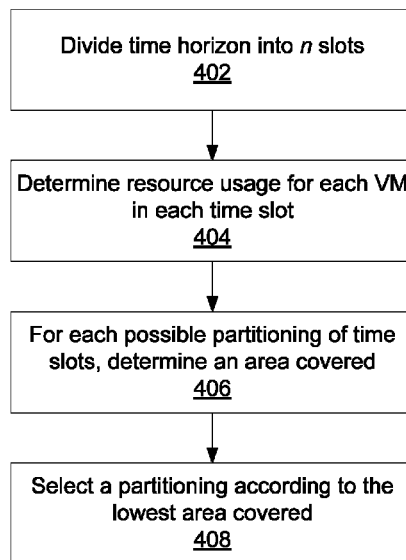 Divide time horizon into n slots
402
Determine resource usage for each VM
in each time slot
404
For each possible partitioning of time
slots, determine an area covered
406
Select a partitioning according to the
lowest area covered
408